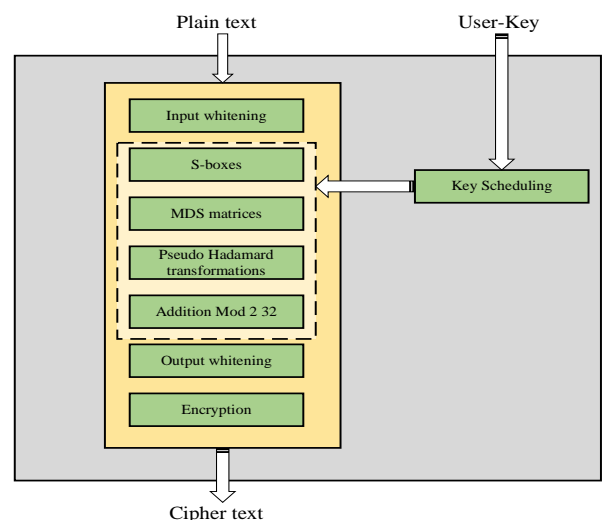 Plain text
User-Key
Input whitening
S-boxes
Key Scheduling
MDS matrices
Pseudo Hadamard
transformations
Addition Mod 2 32
Output whitening
Encryption
Cipher text